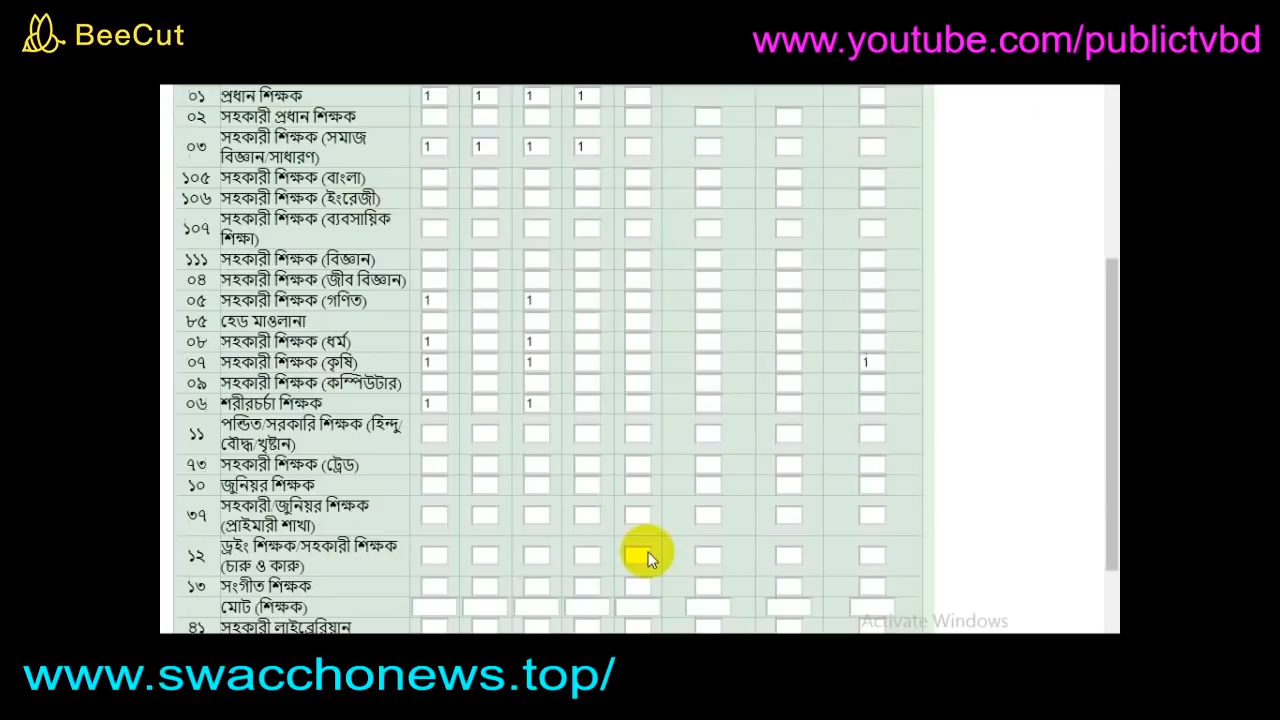 BeeCut
www.youtube.com/publictvbd
০১ প্রধান শিক্ষক 1 1 1 1
০২ সহকারী প্রধান শিক্ষক
০৩ সহকারী শিক্ষক (সমাজ
বিজ্ঞান/সাধারণ) 1 1 1 1
১০৫ সহকারী শিক্ষক (বাংলা)
১০৬ সহকারী শিক্ষক (ইংরেজী)
১০৭ সহকারী শিক্ষক (ব্যবসায়িক
শিক্ষা)
১১১ সহকারী শিক্ষক (বিজ্ঞান)
০৪ সহকারী শিক্ষক (জীব বিজ্ঞান)
০৫ সহকারী শিক্ষক (গণিত) 1 1
৮৫ হেড মাওলানা
০৮ সহকারী শিক্ষক (ধর্ম) 1 1
০৭ সহকারী শিক্ষক (কৃষি) 1 1 1
০৯ সহকারী শিক্ষক (কম্পিউটার)
০৬ শরীরচর্চা শিক্ষক 1 1
১১ পন্ডিত/সরকারি শিক্ষক (হিন্দু/
বৌদ্ধ/খৃষ্টান)
৭৩ সহকারী শিক্ষক (ট্রেড)
১০ জুনিয়র শিক্ষক
৩৭ সহকারী/জুনিয়র শিক্ষক
(প্রাইমারী শাখা)
১২ ড্রইং শিক্ষক/সহকারী শিক্ষক
(চারু ও কারু)
১৩ সংগীত শিক্ষক
মোট (শিক্ষক)
৪১ সহকারী লাইব্রেরিয়ান
Activate Windows
www.swacchonews.top/